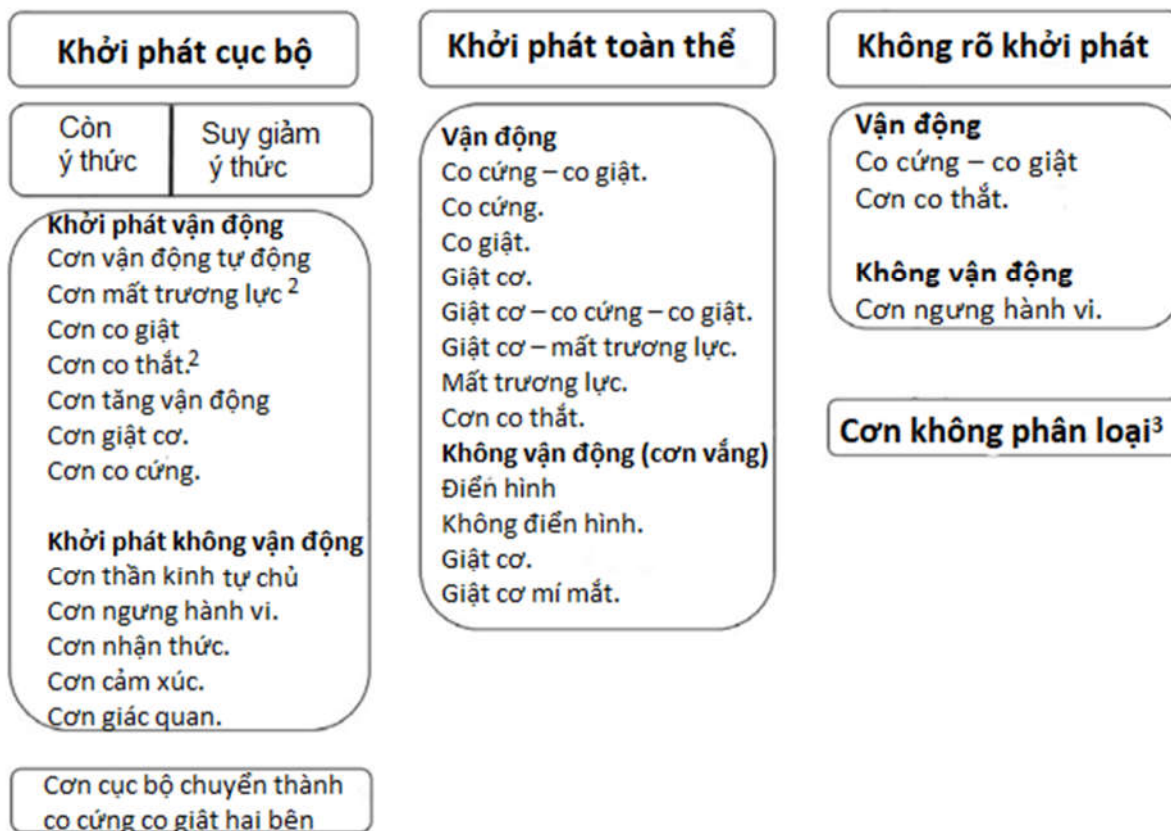 Khởi phát cục bộ
Còn
ý thức
Suy giảm
ý thức
Khởi phát vận động
Cơn vận động tự động
Cơn mất trương lực ²
Cơn co giật
Cơn co thắt.²
Cơn tăng vận động
Cơn giật cơ.
Cơn co cứng.
Khởi phát không vận động
Cơn thần kinh tự chủ
Cơn ngưng hành vi.
Cơn nhận thức.
Cơn cảm xúc.
Cơn giác quan.
Cơn cục bộ chuyển thành
co cứng co giật hai bên
Khởi phát toàn thể
Vận động
Co cứng – co giật.
Co cứng.
Co giật.
Giật cơ.
Giật cơ – co cứng – co giật.
Giật cơ – mất trương lực.
Mất trương lực.
Cơn co thắt.
Không vận động (cơn vắng)
Điển hình
Không điển hình.
Giật cơ.
Giật cơ mí mắt.
Không rõ khởi phát
Vận động
Co cứng – co giật
Cơn co thắt.
Không vận động
Cơn ngưng hành vi.
Cơn không phân loại³